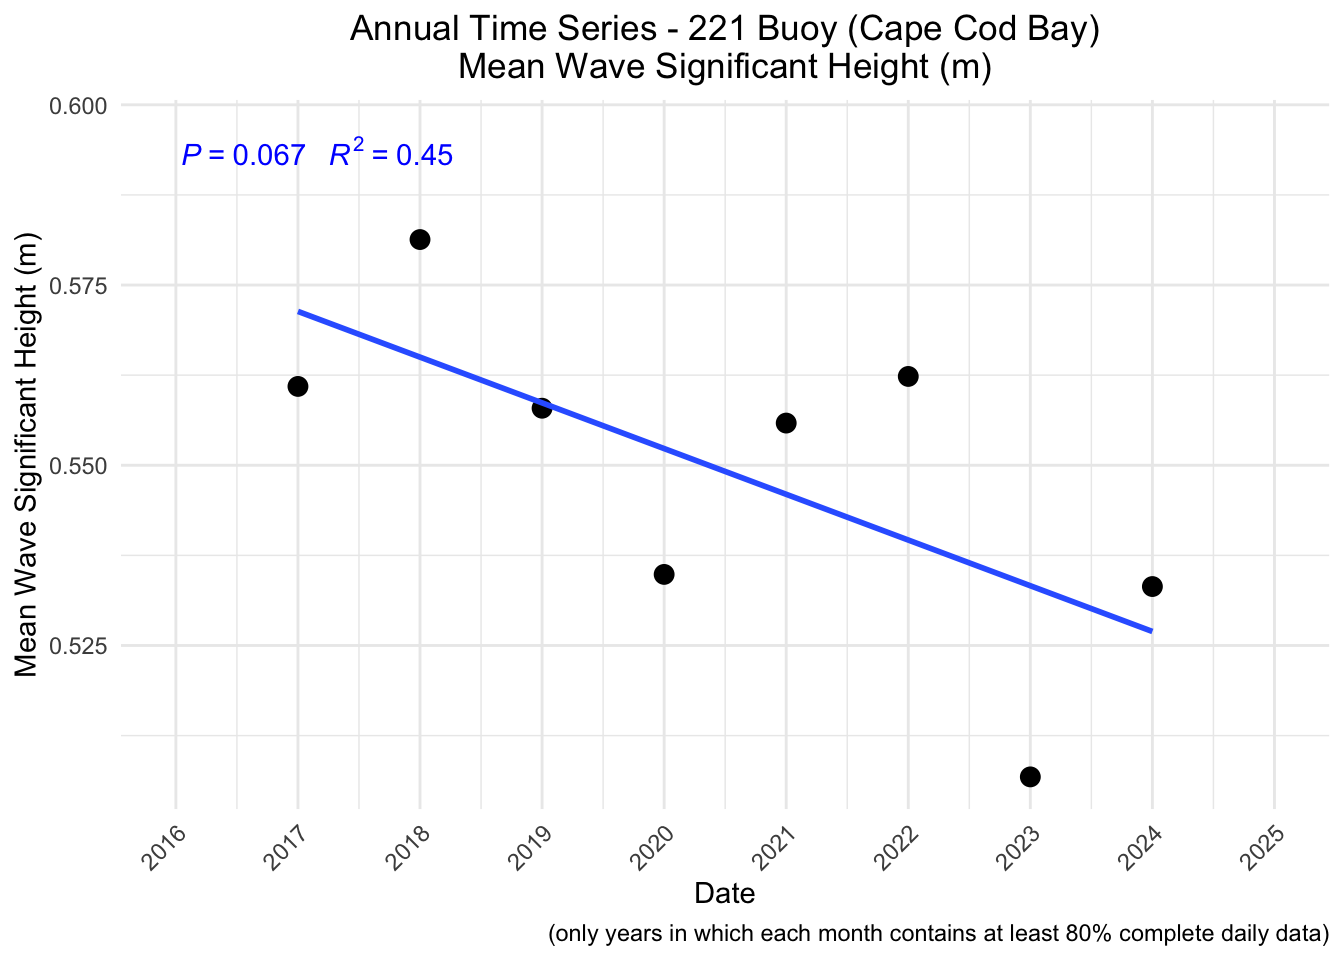 Annual Time Series - 221 Buoy (Cape Cod Bay)
Mean Wave Significant Height (m)
P = 0.067 R² = 0.45
Mean Wave Significant Height (m)
0.600
0.575
0.550
0.525
2016 2017 2018 2019 2020 2021 2022 2023 2024 2025
Date
(only years in which each month contains at least 80% complete daily data)